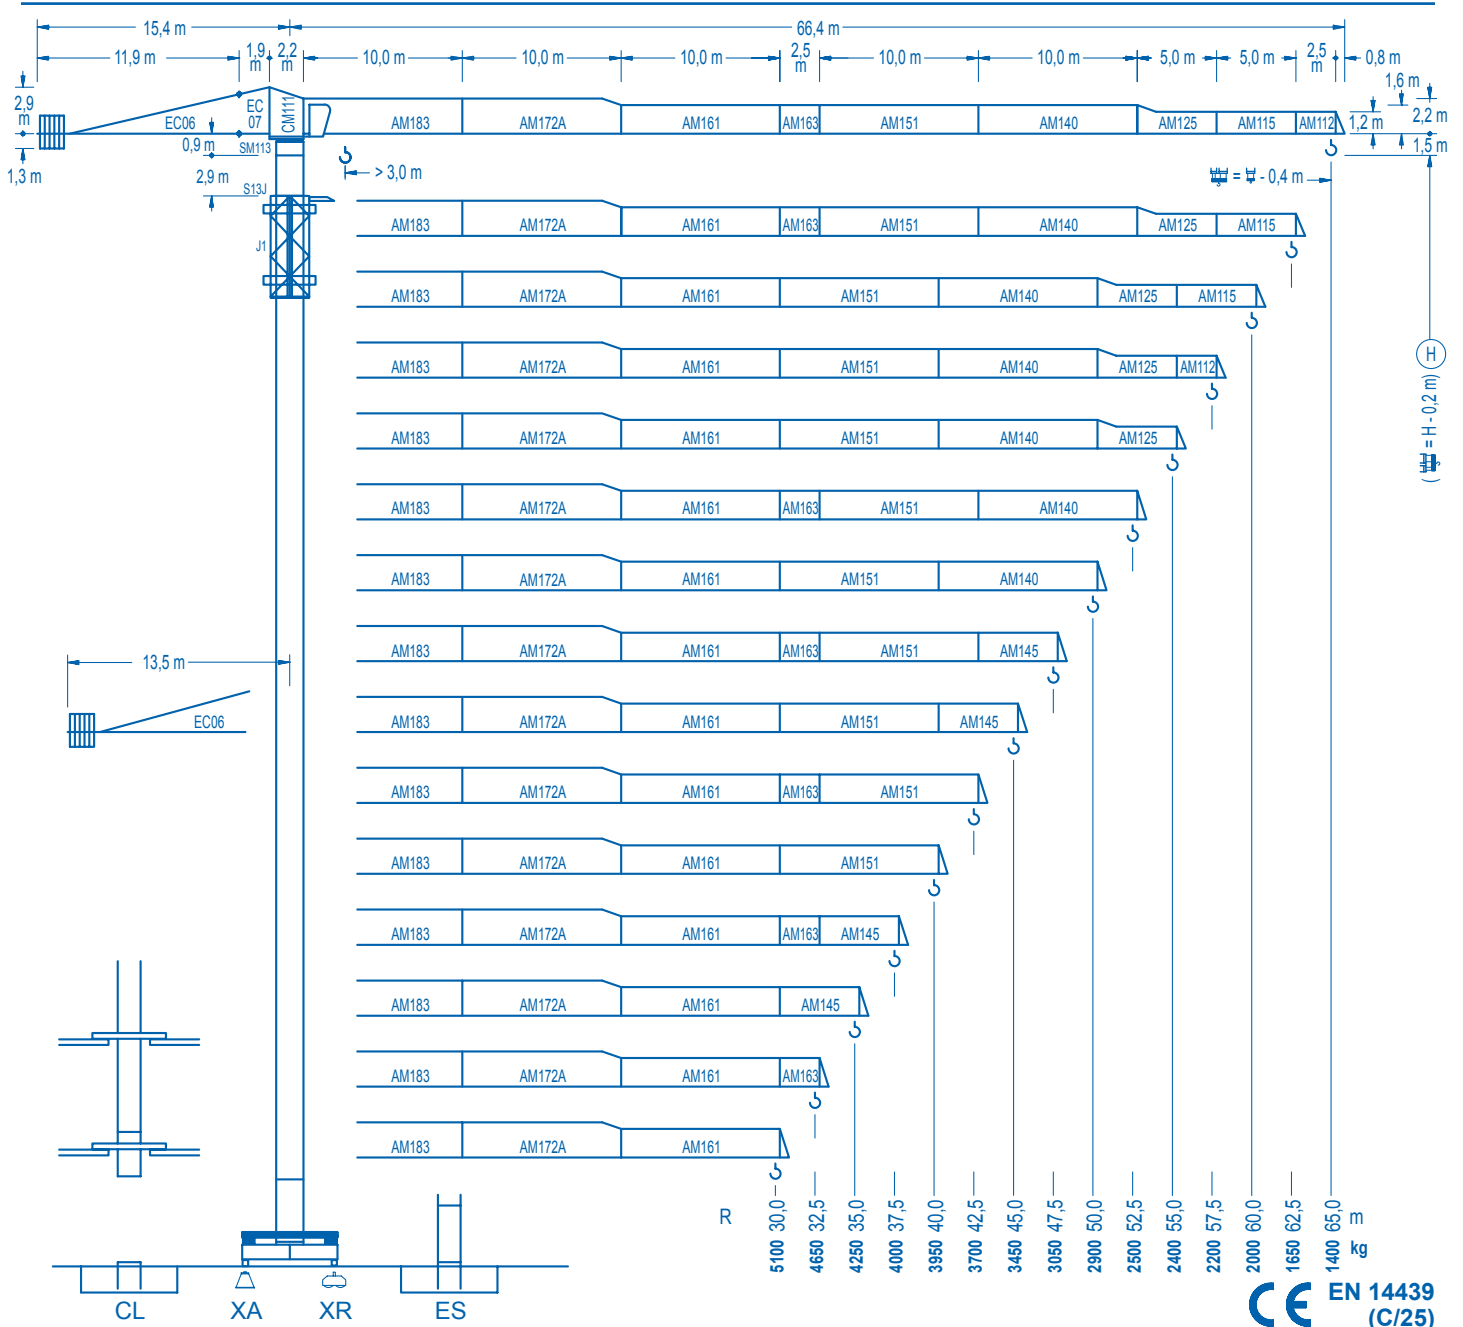 15,4 m 66,4 m
11,9 m 1,9 m 2,2 m 10,0 m 10,0 m 10,0 m 2,5 m 10,0 m 10,0 m 5,0 m 5,0 m 2,5 m 0,8 m
1,6 m
2,9 m EC06 EC 07 CM111 AM183 AM172A AM161 AM163 AM151 AM140 AM125 AM115 AM112 1,2 m 2,2 m
1,3 m 0,9 m SM113 1,5 m
2,9 m > 3,0 m = - 0,4 m
S13J
J1
AM183 AM172A AM161 AM163 AM151 AM140 AM125 AM115
AM183 AM172A AM161 AM151 AM140 AM125 AM115
H
( = H - 0,2 m)
AM183 AM172A AM161 AM151 AM140 AM125 AM112
AM183 AM172A AM161 AM151 AM140 AM125
AM183 AM172A AM161 AM163 AM151 AM140
AM183 AM172A AM161 AM151 AM140
AM183 AM172A AM161 AM163 AM151 AM145
13,5 m
EC06
AM183 AM172A AM161 AM151 AM145
AM183 AM172A AM161 AM163 AM151
AM183 AM172A AM161 AM151
AM183 AM172A AM161 AM163 AM145
AM183 AM172A AM161 AM145
AM183 AM172A AM161 AM163
AM183 AM172A AM161
R 30,0 32,5 35,0 37,5 40,0 42,5 45,0 47,5 50,0 52,5 55,0 57,5 60,0 62,5 65,0 m
5100 4650 4250 4000 3950 3700 3450 3050 2900 2500 2400 2200 2000 1650 1400 kg
CL XA XR ES
CE EN 14439
(C/25)